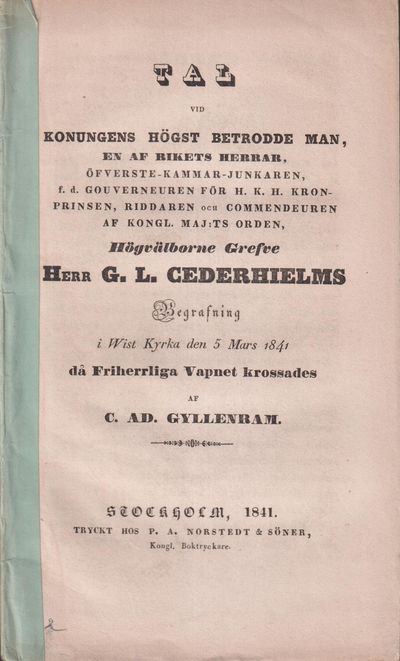 TAL
VID
KONUNGENS HÖGST BETRODDE MAN,
EN AF RIKETS HERRAR,
ÖFVERSTE-KAMMAR-JUNKAREN,
f. d. GOUVERNEUREN FÖR H. K. H. KRON-
PRINSEN, RIDDAREN och COMMENDEUREN
AF KONGL. MAJ:TS ORDEN,
Högvälborne Grefve
HERR G. L. CEDERHIELMS
Begrafning
i Wist Kyrka den 5 Mars 1841
då Friherrliga Vapnet krossades
AF
C. AD. GYLLENRAM.
STOCKHOLM, 1841.
TRYCKT HOS P. A. NORSTEDT & SÖNER,
Kongl. Boktryckare.